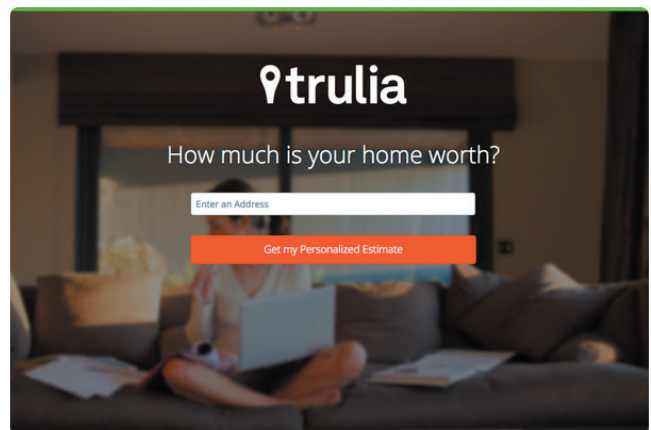 trulia
How much is your home worth?
Enter an Address
Get my Personalized Estimate